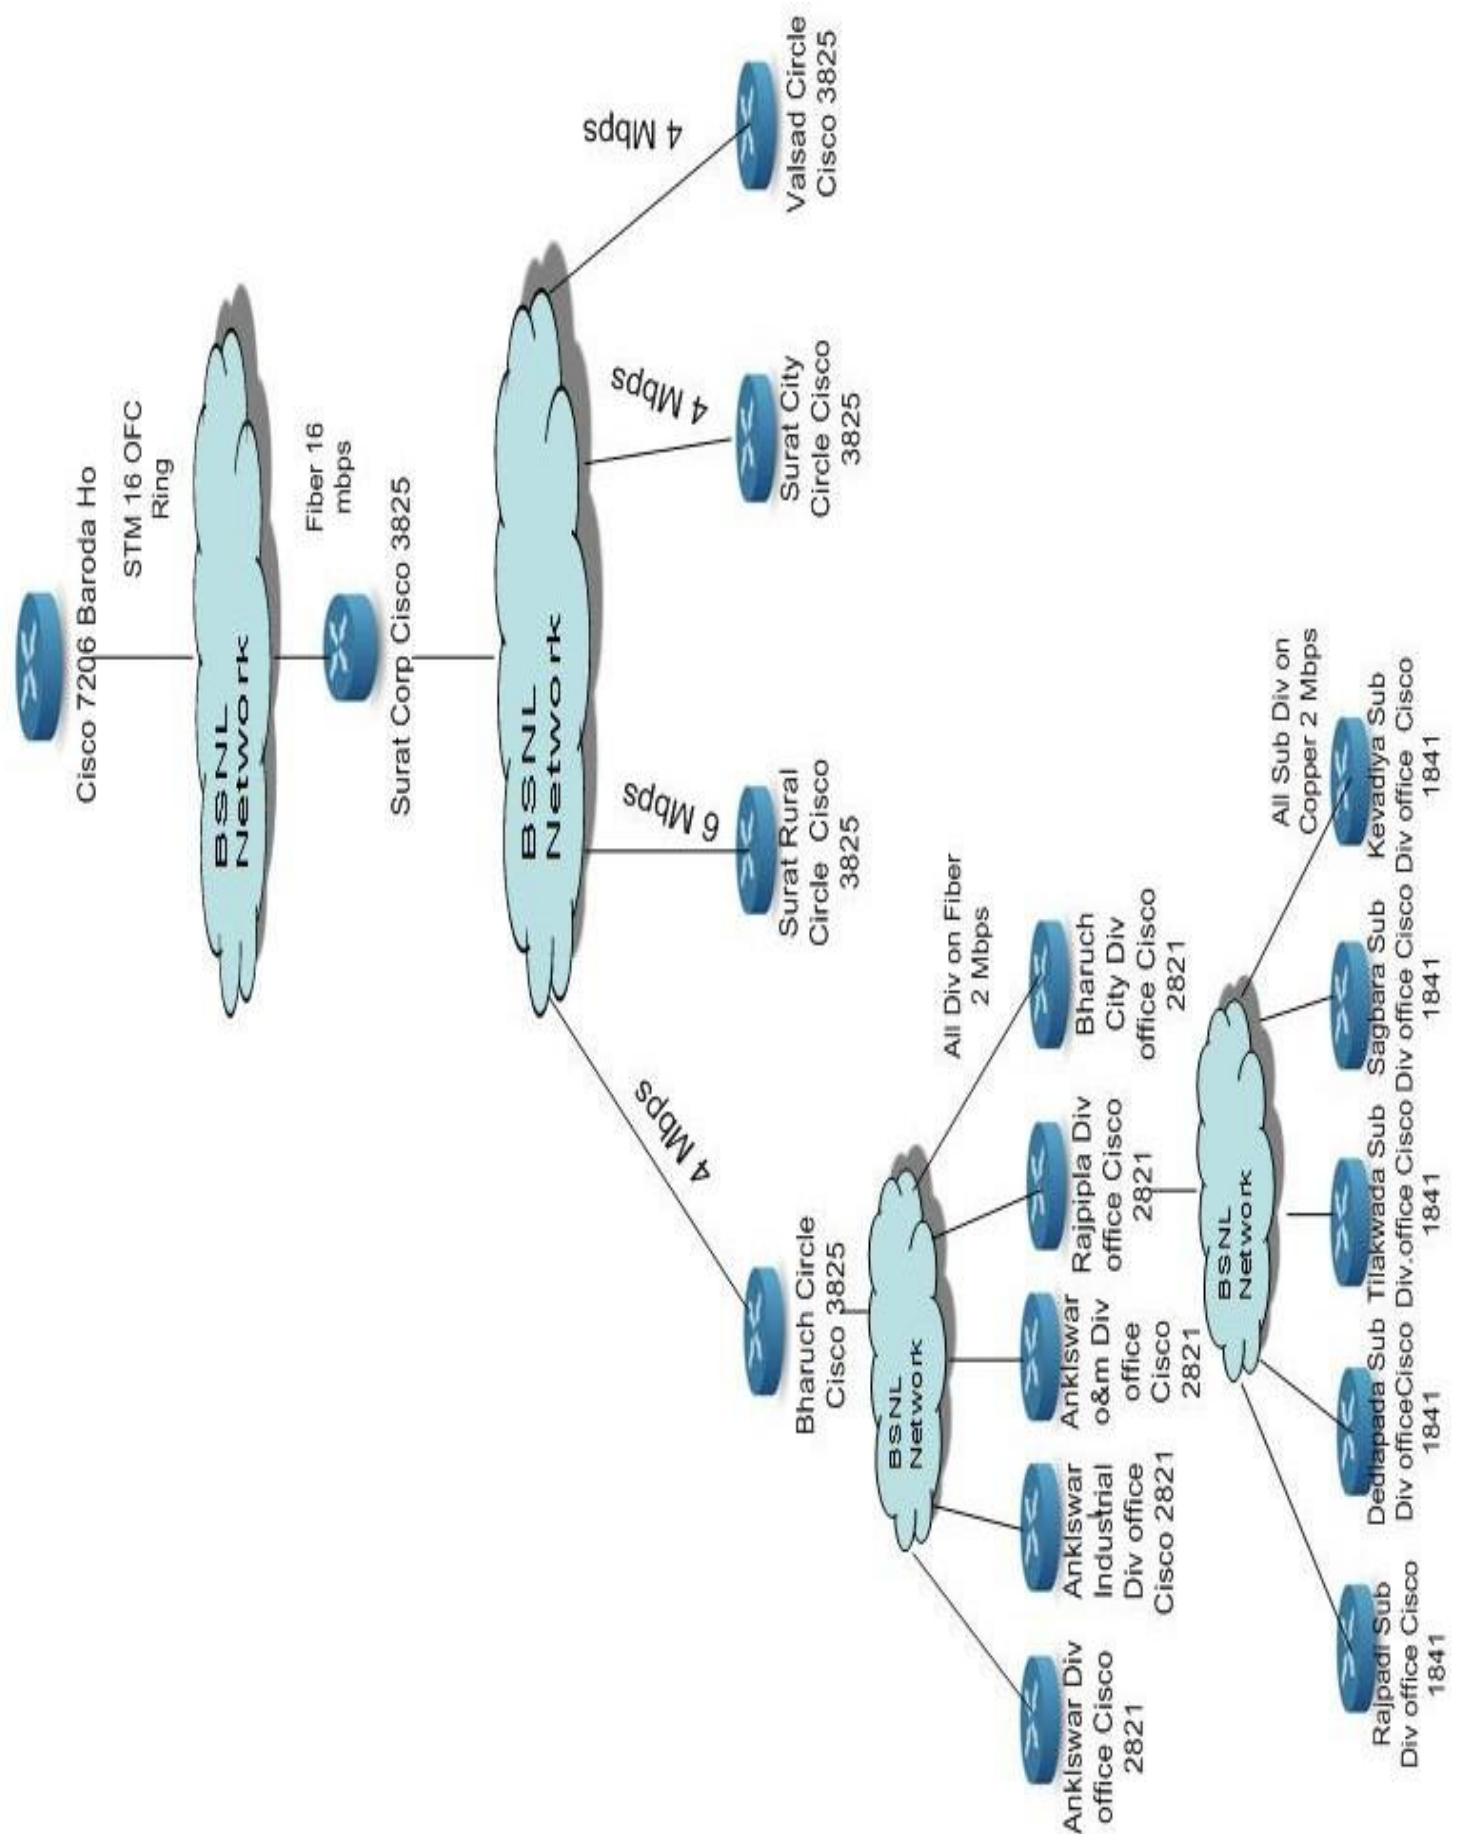 Cisco 7206 Baroda Ho
STM 16 OFC
Ring
BSNL
Network
Fiber 16
mbps
Surat Corp Cisco 3825
BSNL
Network
4 Mbps
6 Mbps
4 Mbps
4 Mbps
Bharuch Circle
Cisco 3825
Surat Rural
Circle Cisco
3825
Surat City
Circle Cisco
3825
Valsad Circle
Cisco 3825
BSNL
Network
All Div on Fiber
2 Mbps
Anklswar Div
office Cisco
2821
Anklswar
Industrial
Div office
Cisco 2821
Anklswar
o&m Div
office
Cisco
2821
Rajpipla Div
office Cisco
2821
Bharuch
City Div
office Cisco
2821
BSNL
Network
All Sub Div on
Copper 2 Mbps
Rajpadi Sub
Div office Cisco
1841
Dediapada Sub
Div officeCisco
1841
Tilakwada Sub
Div.office Cisco
1841
Sagbara Sub
Div office Cisco
1841
Kevadiya Sub
Div office Cisco
1841